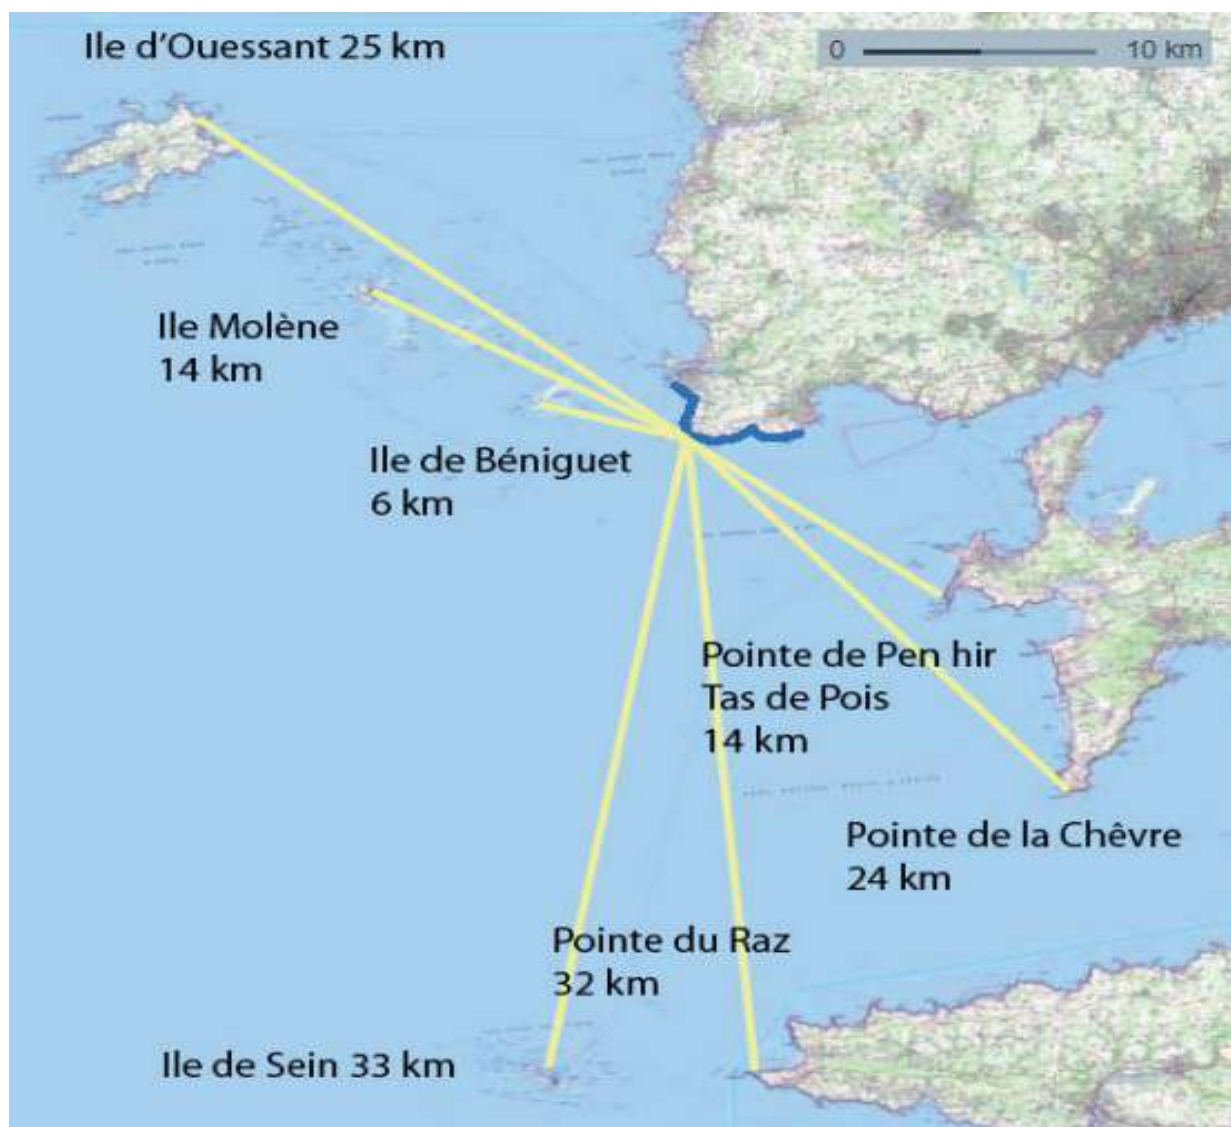 Ile d'Ouessant 25 km
0 10 km
Ile Molène
14 km
Ile de Béniguet
6 km
Pointe de Pen hir
Tas de Pois
14 km
Pointe de la Chêvre
24 km
Pointe du Raz
32 km
Ile de Sein 33 km